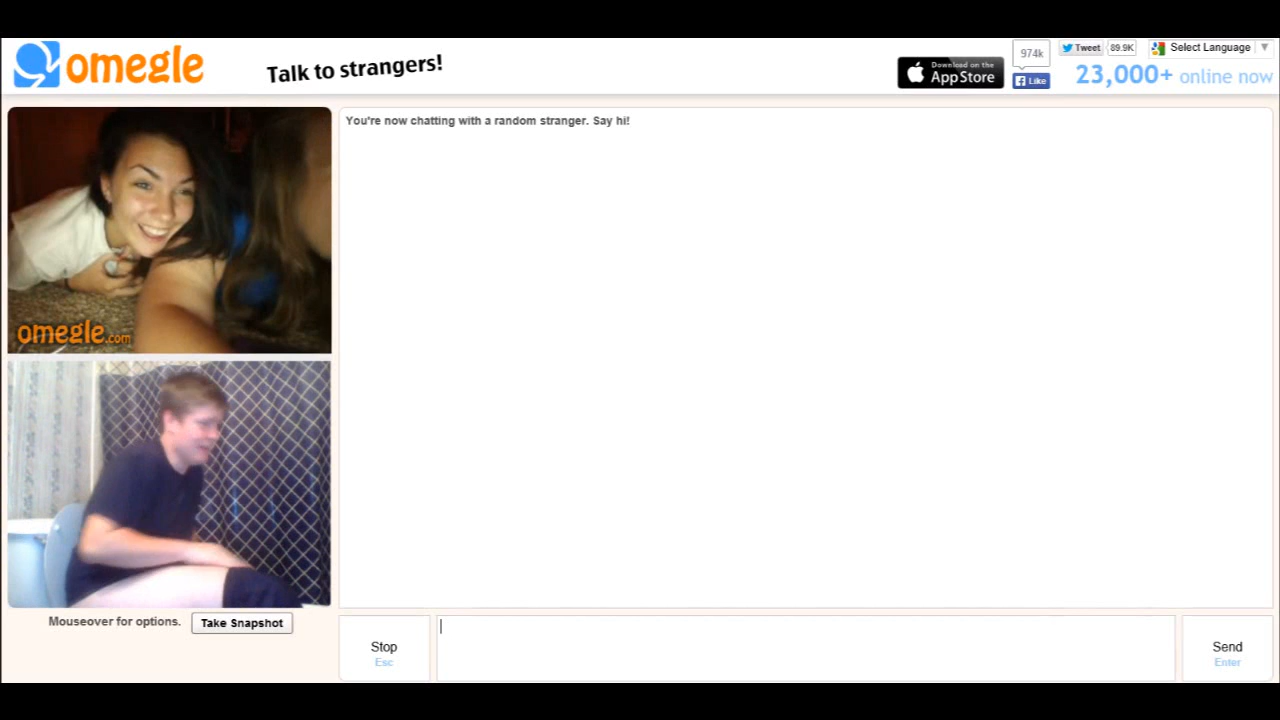 omegle
Talk to strangers!
Download on the
App Store
974k
Like
Tweet
89.9K
Select Language
23,000+ online now
You're now chatting with a random stranger. Say hi!
omegle.com
Mouseover for options.
Take Snapshot
Stop
Esc
Send
Enter